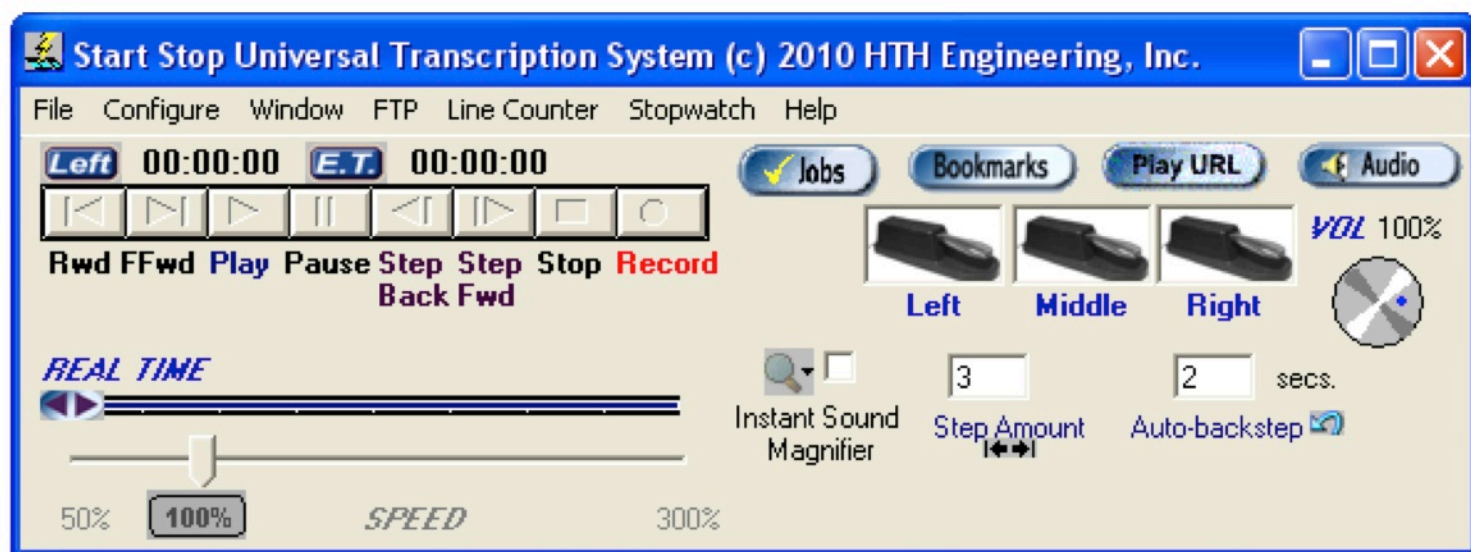 Start Stop Universal Transcription System (c) 2010 HTH Engineering, Inc.
File Configure Window FTP Line Counter Stopwatch Help
Left 00:00:00 E.T. 00:00:00
Jobs Bookmarks Play URL Audio
Rwd FFwd Play Pause Step Back Step Fwd Stop Record
VOL 100%
Left Middle Right
REAL TIME
3 2 secs.
Instant Sound Magnifier
Step Amount Auto-backstep
50% 100% SPEED 300%